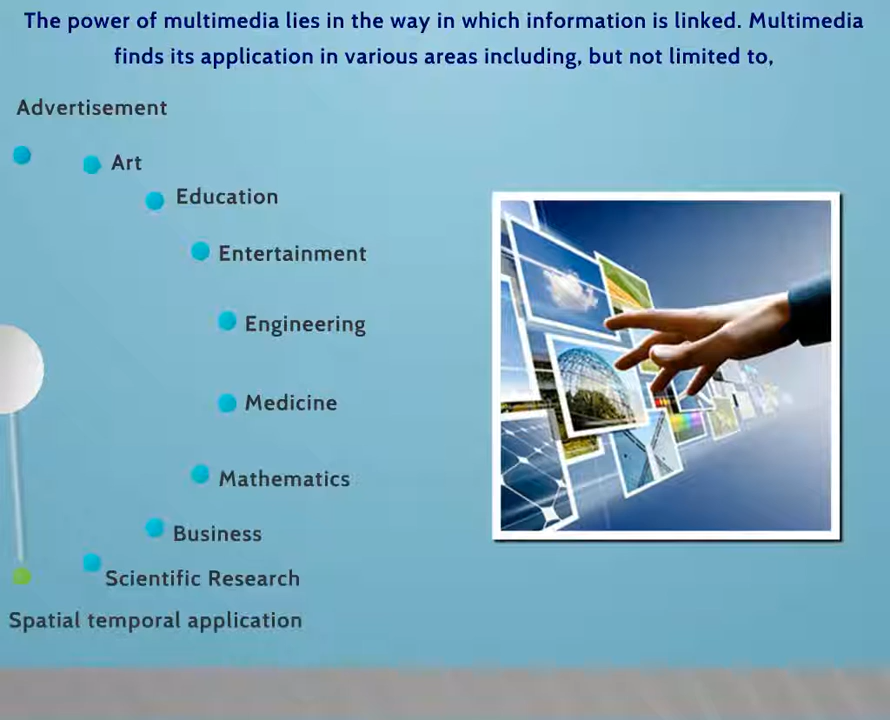 The power of multimedia lies in the way in which information is linked. Multimedia
finds its application in various areas including, but not limited to,
Advertisement
Art
Education
Entertainment
Engineering
Medicine
Mathematics
Business
Scientific Research
Spatial temporal application